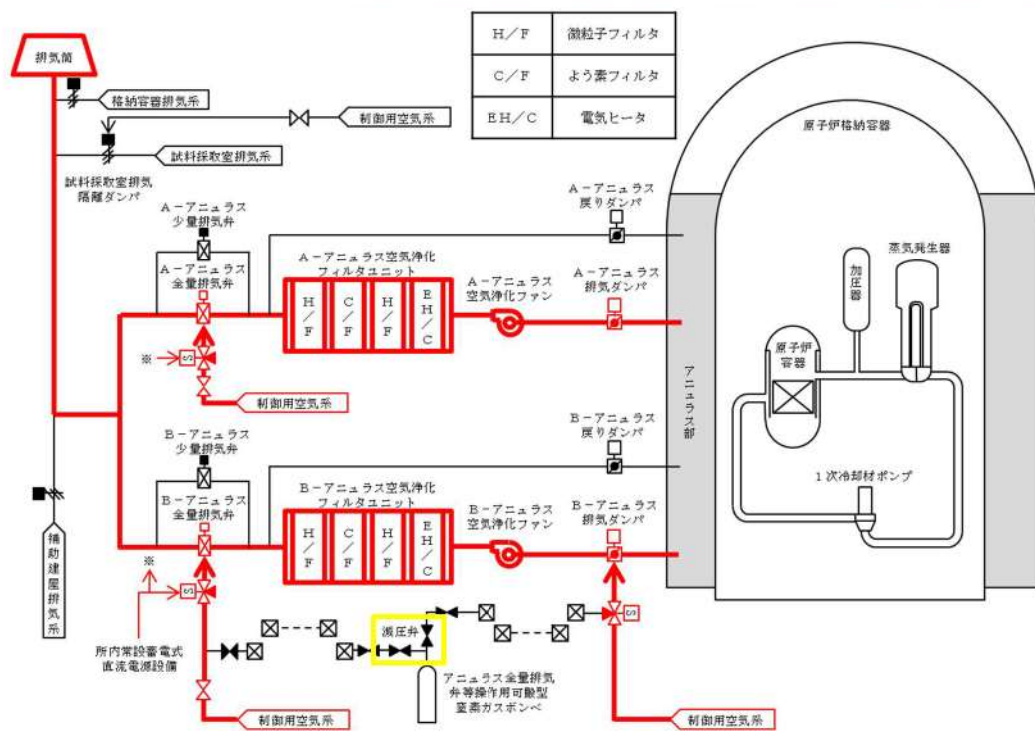 H／F 微粒子フィルタ
C／F よう素フィルタ
EH／C 電気ヒータ
排気筒
格納容器排気系
制御用空気系
試料採取室排気系
試料採取室排気
隔離ダンパ
原子炉格納容器
A－アニュラス
戻りダンパ
A－アニュラス
少量排気弁
A－アニュラス
全量排気弁
A－アニュラス空気浄化
フィルタユニット
H／F
C／F
H／F
EH／C
A－アニュラス
空気浄化ファン
A－アニュラス
排気ダンパ
蒸気発生器
加圧器
原子炉
容器
アニュラス部
1次冷却材ポンプ
※
S
制御用空気系
B－アニュラス
少量排気弁
B－アニュラス
全量排気弁
B－アニュラス空気浄化
フィルタユニット
H／F
C／F
H／F
EH／C
B－アニュラス
戻りダンパ
B－アニュラス
空気浄化ファン
B－アニュラス
排気ダンパ
※
S
S
補助建屋排気系
所内常設蓄電式
直流電源設備
減圧弁
アニュラス全量排気
弁等操作用可搬型
窒素ガスボンベ
制御用空気系
制御用空気系